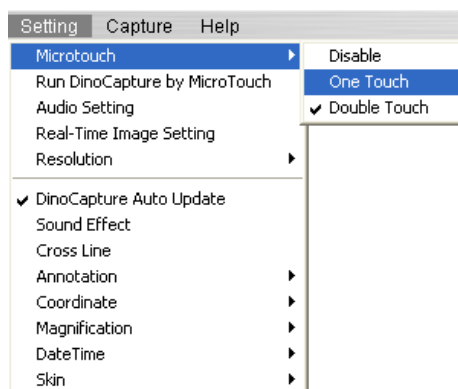 Setting Capture Help
Microtouch
Run DinoCapture by MicroTouch
Audio Setting
Real-Time Image Setting
Resolution
DinoCapture Auto Update
Sound Effect
Cross Line
Annotation
Coordinate
Magnification
DateTime
Skin
Disable
One Touch
Double Touch